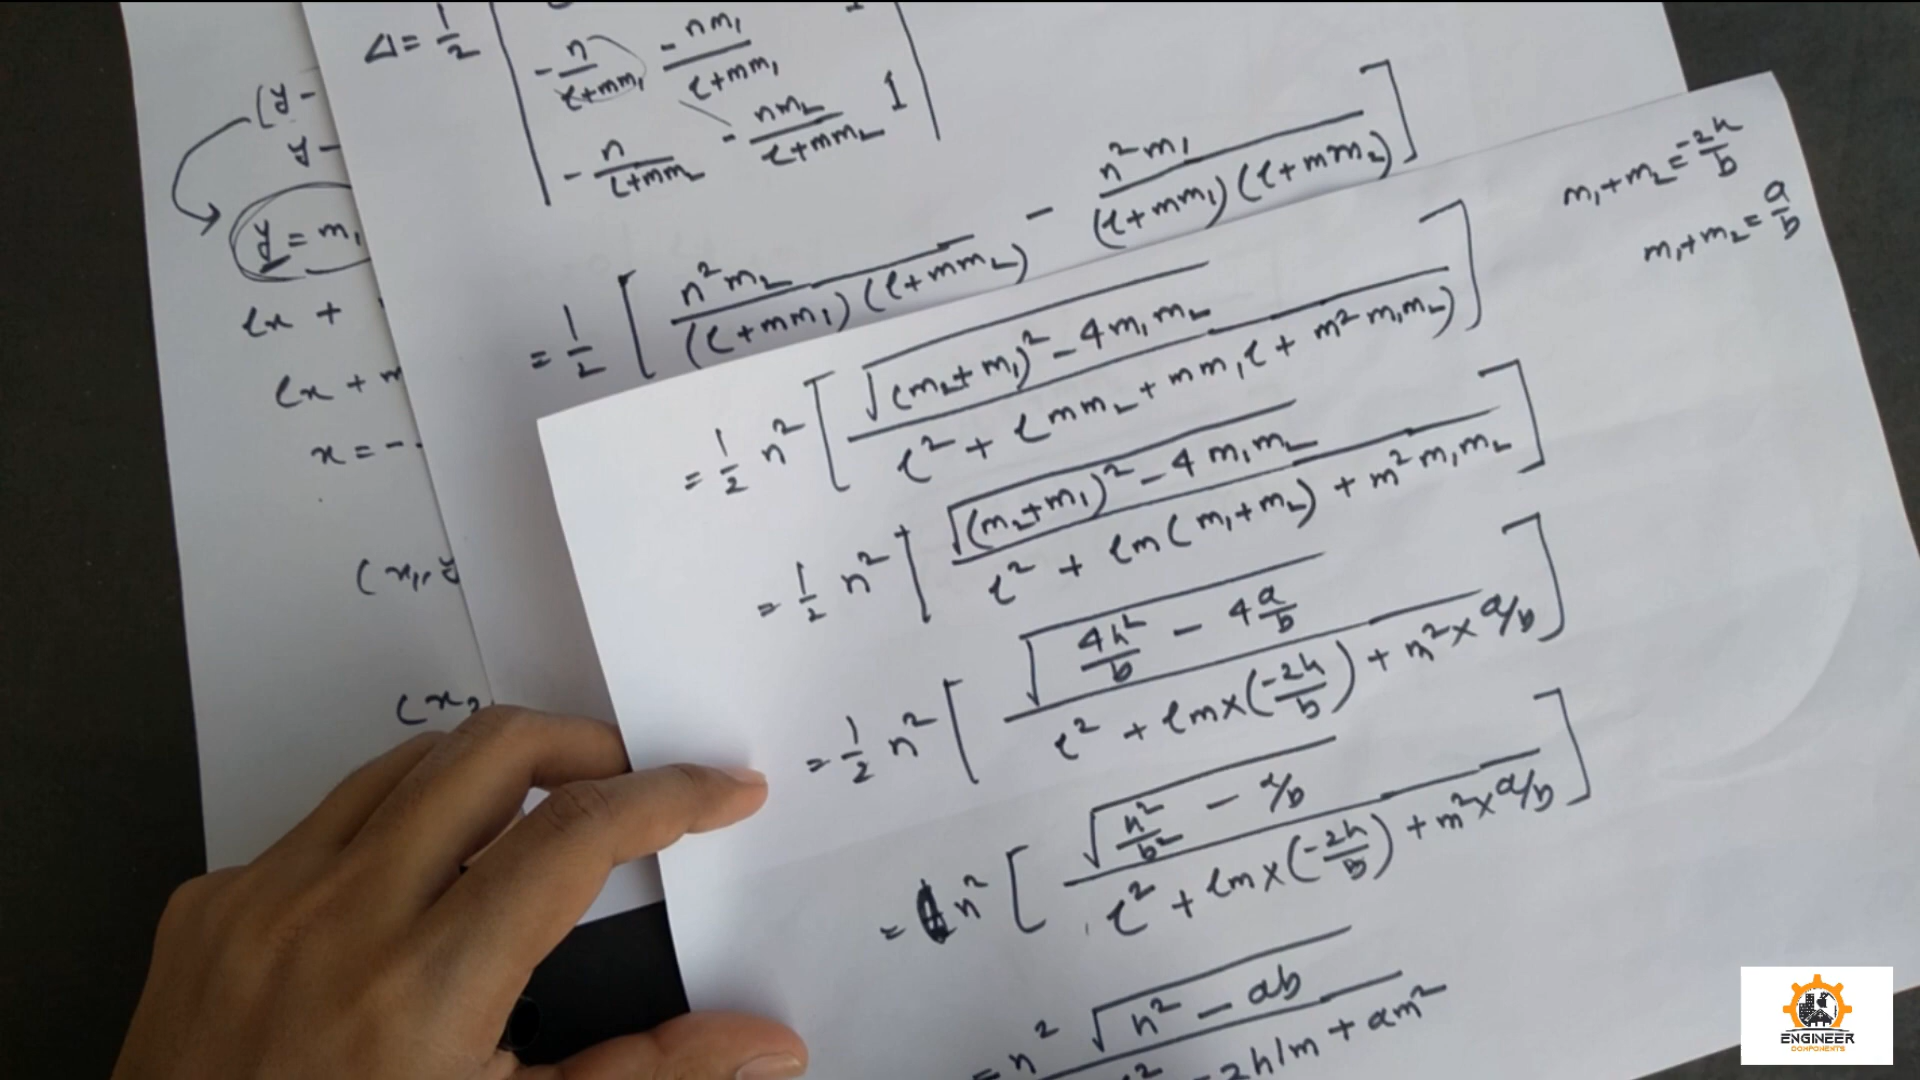 Δ = 1/2 | 1
-n/(l+mm₁) -nm₁/(l+mm₁)
-n/(l+mm₂) -nm₂/(l+mm₂) 1 |
= 1/2 [ n²m₂/((l+mm₁)(l+mm₂)) - n²m₁/((l+mm₁)(l+mm₂)) ]
(y-
y-
y = m₁
lx +
lx + m
x = -
(x₁, y
(x₂
m₁+m₂ = -2h/b
m₁+m₂ = a/b
= 1/2 n² [ √((m₂+m₁)² - 4m₁m₂) / (l² + lmm₂ + mm₁l + m²m₁m₂) ]
= 1/2 n² [ √((m₂+m₁)² - 4m₁m₂) / (l² + lm(m₁+m₂) + m²m₁m₂) ]
= 1/2 n² [ √(4h²/b - 4a/b) / (l² + lm×(-2h/b) + m²×a/b) ]
= n² [ √(h²/b² - a/b) / (l² + lm×(-2h/b) + m²×a/b) ]
= n² √(h² - ab)
- 2hlm + am²
ENGINEER
COMPONENTS